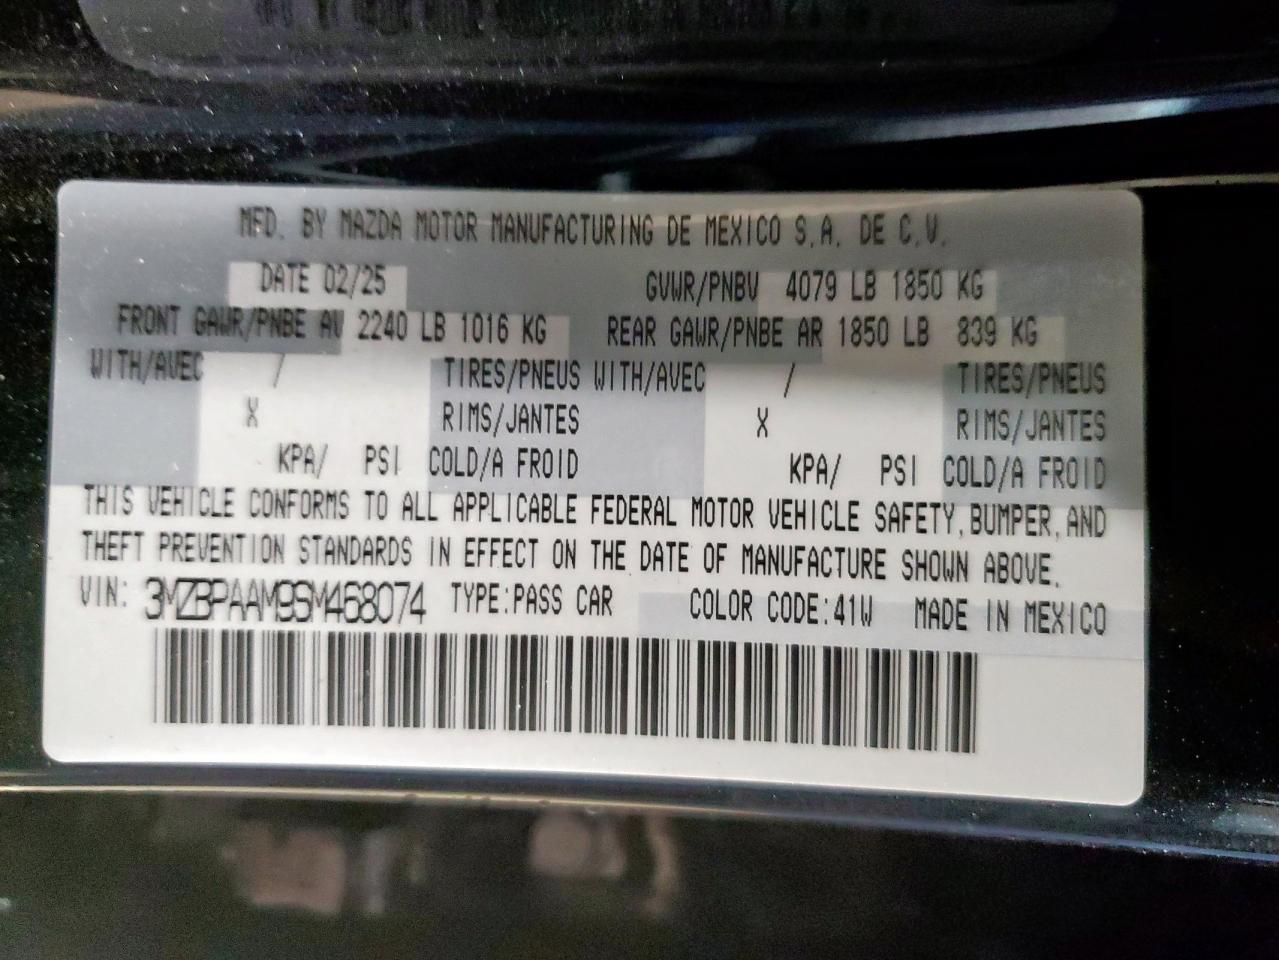 MFD. BY MAZDA MOTOR MANUFACTURING DE MEXICO S.A. DE C.V.
DATE 02/25 GVWR/PNBV 4079 LB 1850 KG
FRONT GAWR/PNBE AV 2240 LB 1016 KG REAR GAWR/PNBE AR 1850 LB 839 KG
WITH/AVEC / TIRES/PNEUS WITH/AVEC / TIRES/PNEUS
X RIMS/JANTES X RIMS/JANTES
KPA/ PSI COLD/A FROID KPA/ PSI COLD/A FROID
THIS VEHICLE CONFORMS TO ALL APPLICABLE FEDERAL MOTOR VEHICLE SAFETY, BUMPER, AND
THEFT PREVENTION STANDARDS IN EFFECT ON THE DATE OF MANUFACTURE SHOWN ABOVE.
VIN: 3MZBPAAM9SM468074 TYPE:PASS CAR COLOR CODE:41W MADE IN MEXICO